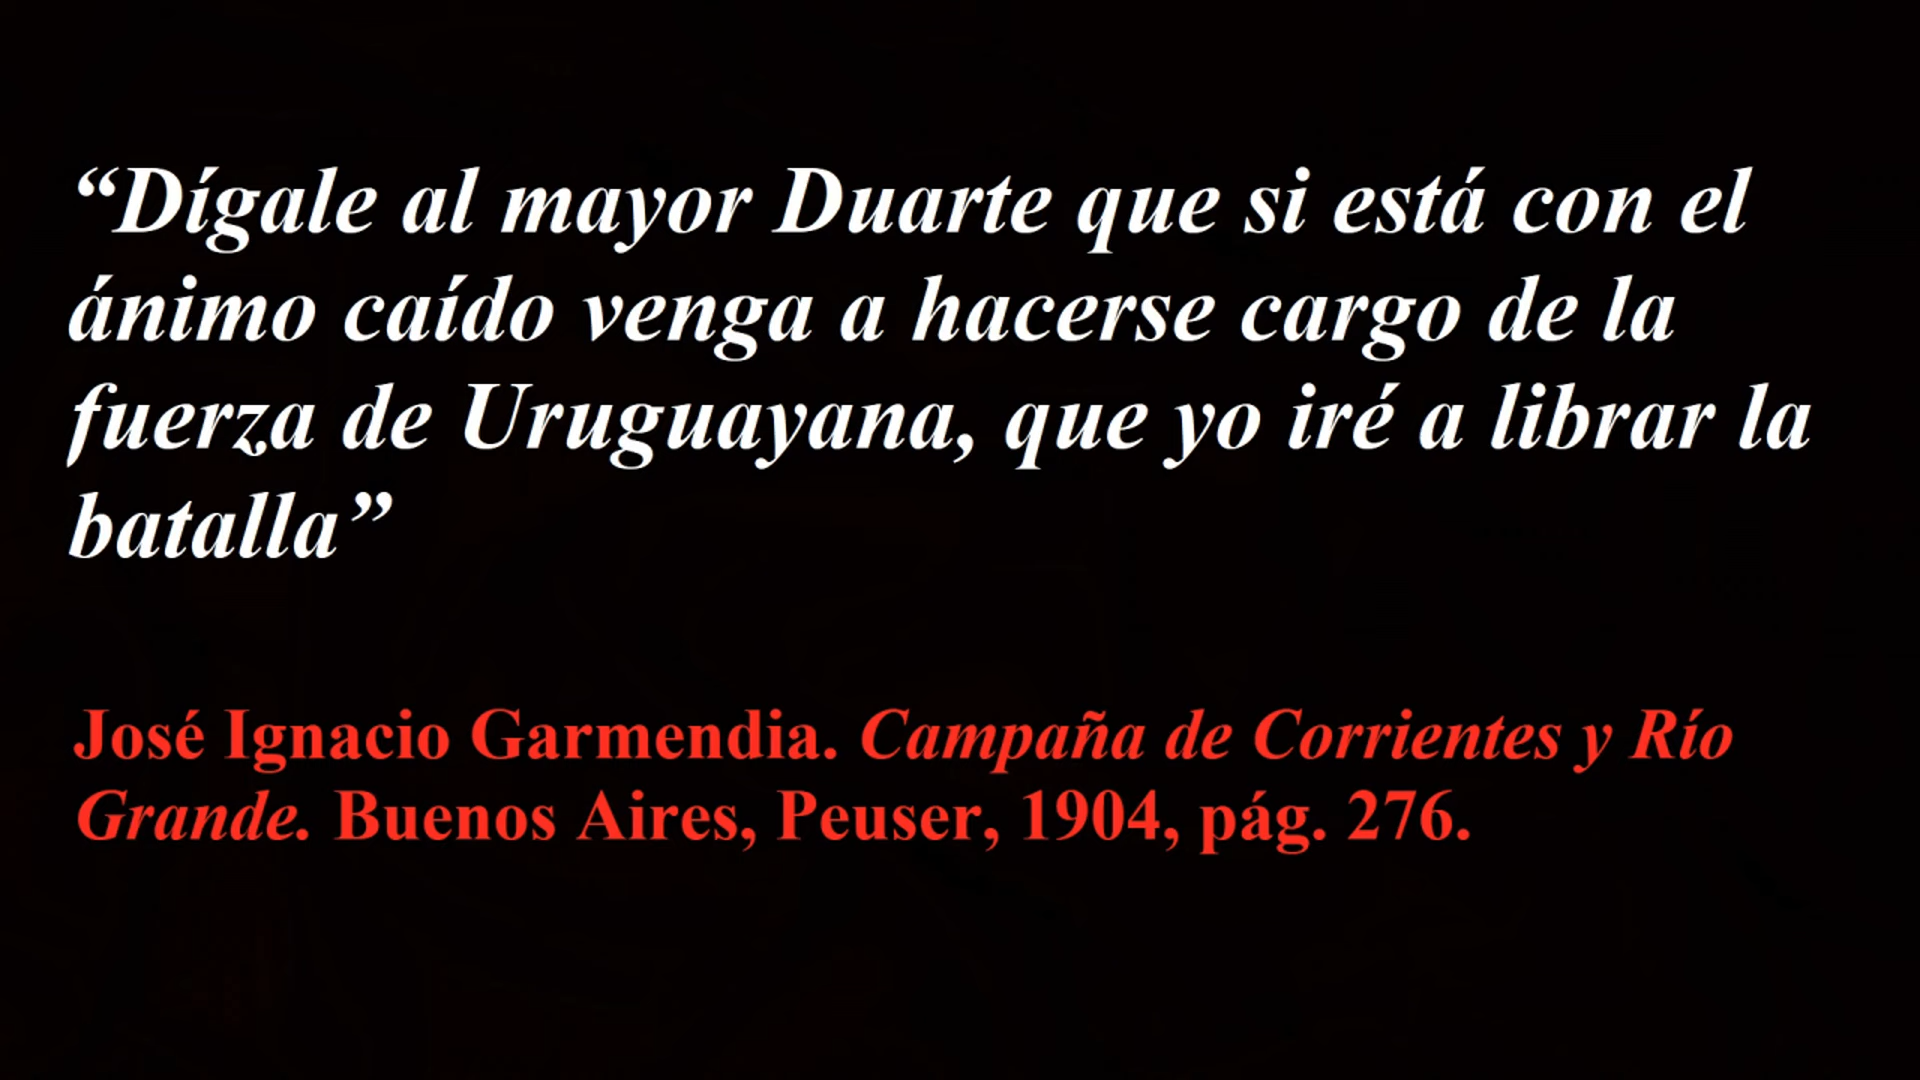 “Dígale al mayor Duarte que si está con el
ánimo caído venga a hacerse cargo de la
fuerza de Uruguayana, que yo iré a librar la
batalla”
José Ignacio Garmendia. Campaña de Corrientes y Río
Grande. Buenos Aires, Peuser, 1904, pág. 276.